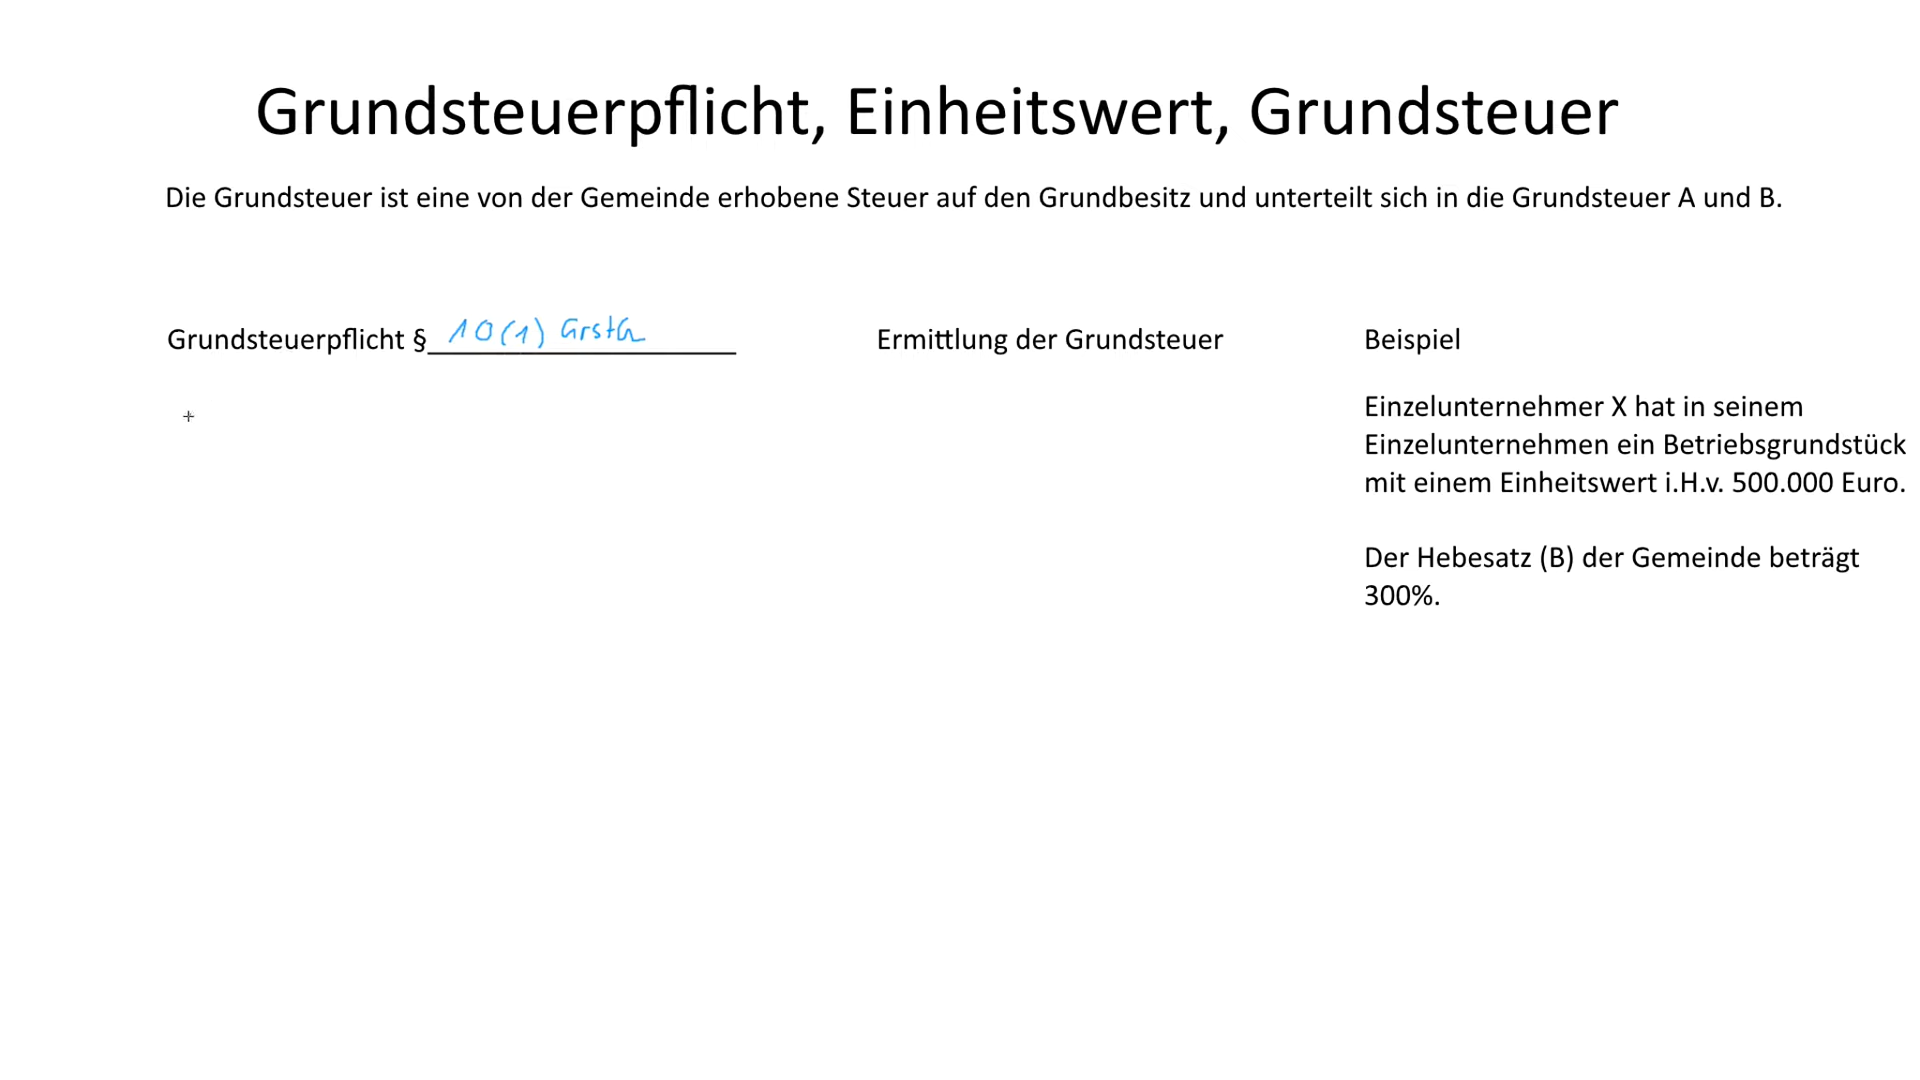 Grundsteuerpflicht, Einheitswert, Grundsteuer
Die Grundsteuer ist eine von der Gemeinde erhobene Steuer auf den Grundbesitz und unterteilt sich in die Grundsteuer A und B.
Grundsteuerpflicht § 10(1) GrstG
Ermittlung der Grundsteuer
Beispiel
Einzelunternehmer X hat in seinem
Einzelunternehmen ein Betriebsgrundstück
mit einem Einheitswert i.H.v. 500.000 Euro.
Der Hebesatz (B) der Gemeinde beträgt
300%.